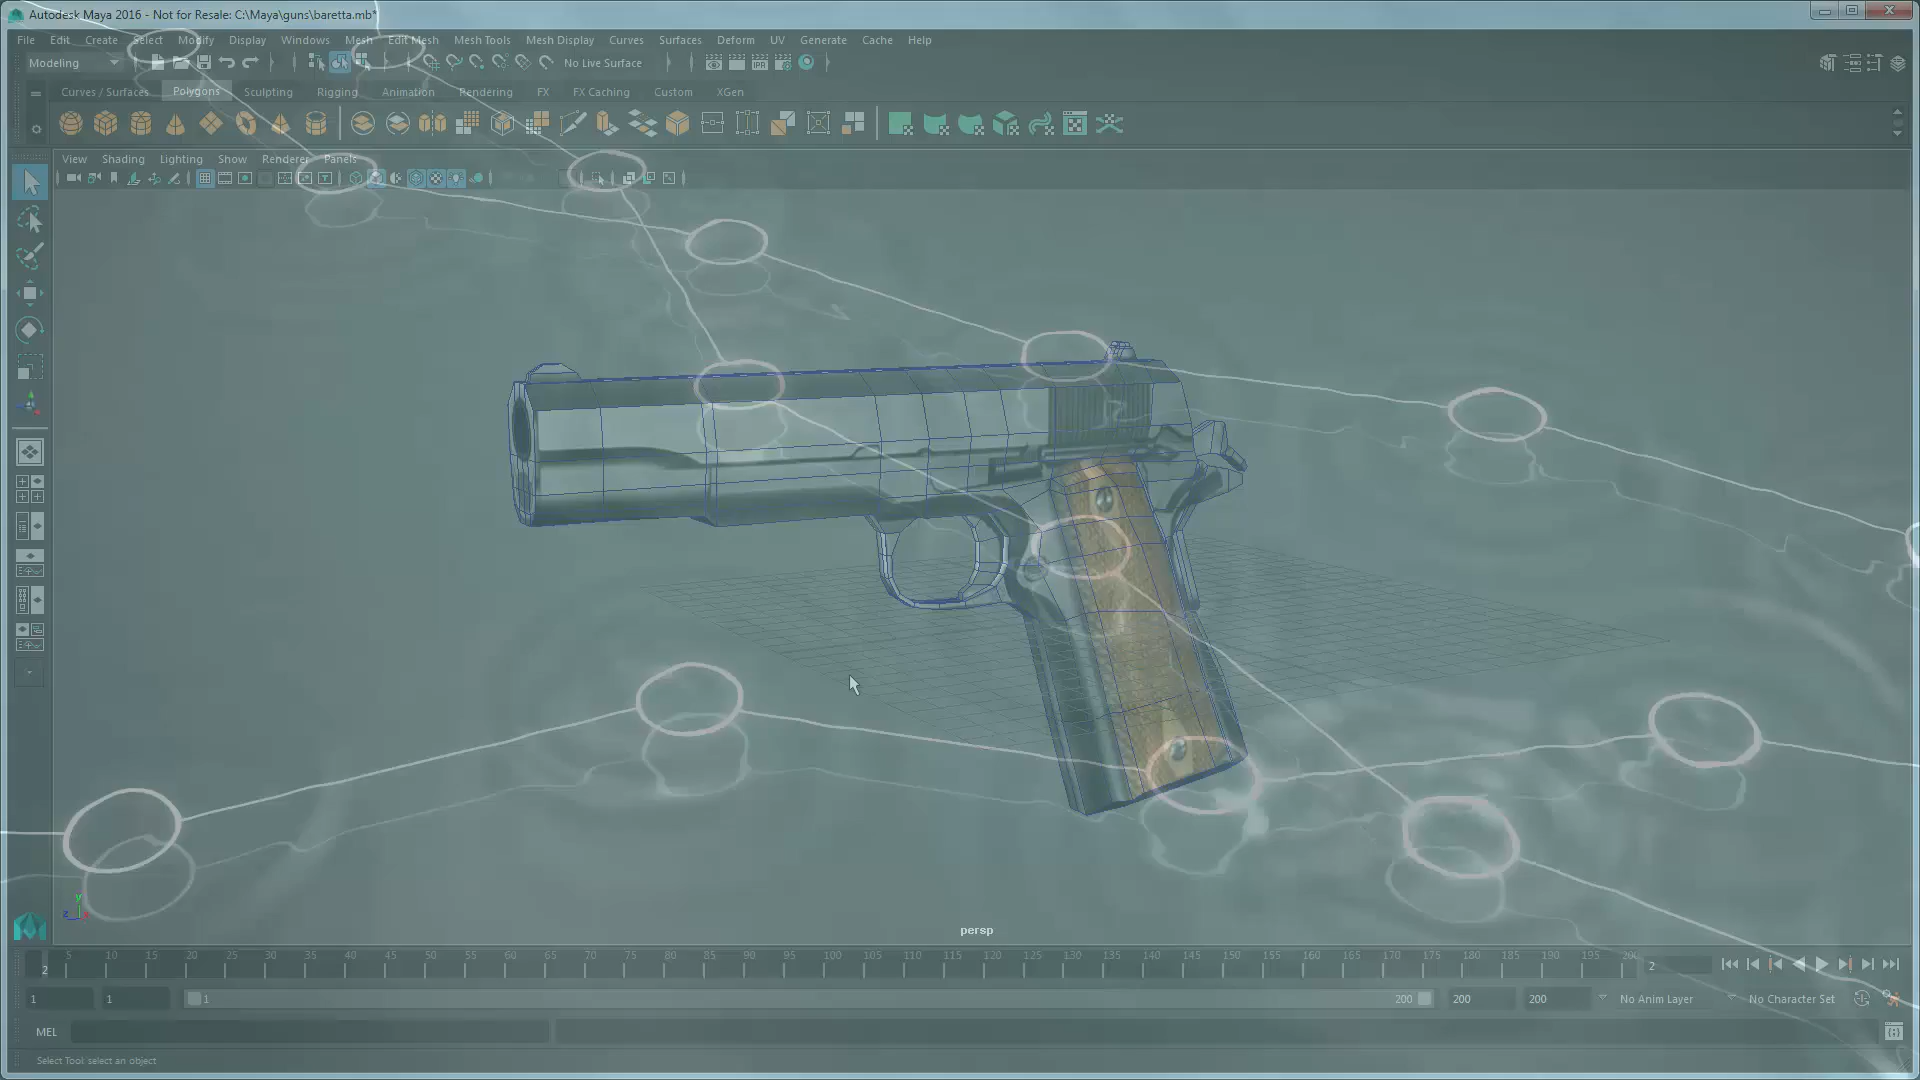 Autodesk Maya 2016 - Not for Resale: C:\Maya\guns\baretta.mb*
File Edit Create Select Modify Display Windows Mesh Edit Mesh Mesh Tools Mesh Display Curves Surfaces Deform UV Generate Cache Help
Modeling No Live Surface
Curves / Surfaces Polygons Sculpting Rigging Animation Rendering FX FX Caching Custom XGen
View Shading Lighting Show Renderer Panels
persp
5 10 15 20 25 30 35 40 45 50 55 60 65 70 75 80 85 90 95 100 105 110 115 120 125 130 135 140 145 150 155 160 165 170 175 180 185 190 195 2
2
1 1 1 200 200 200 No Anim Layer No Character Set
MEL
Select Tool: select an object